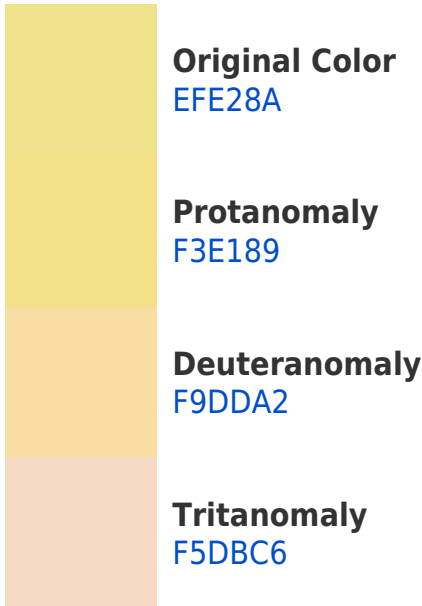 Original Color
EFE28A
Protanomaly
F3E189
Deuteranomaly
F9DDA2
Tritanomaly
F5DBC6